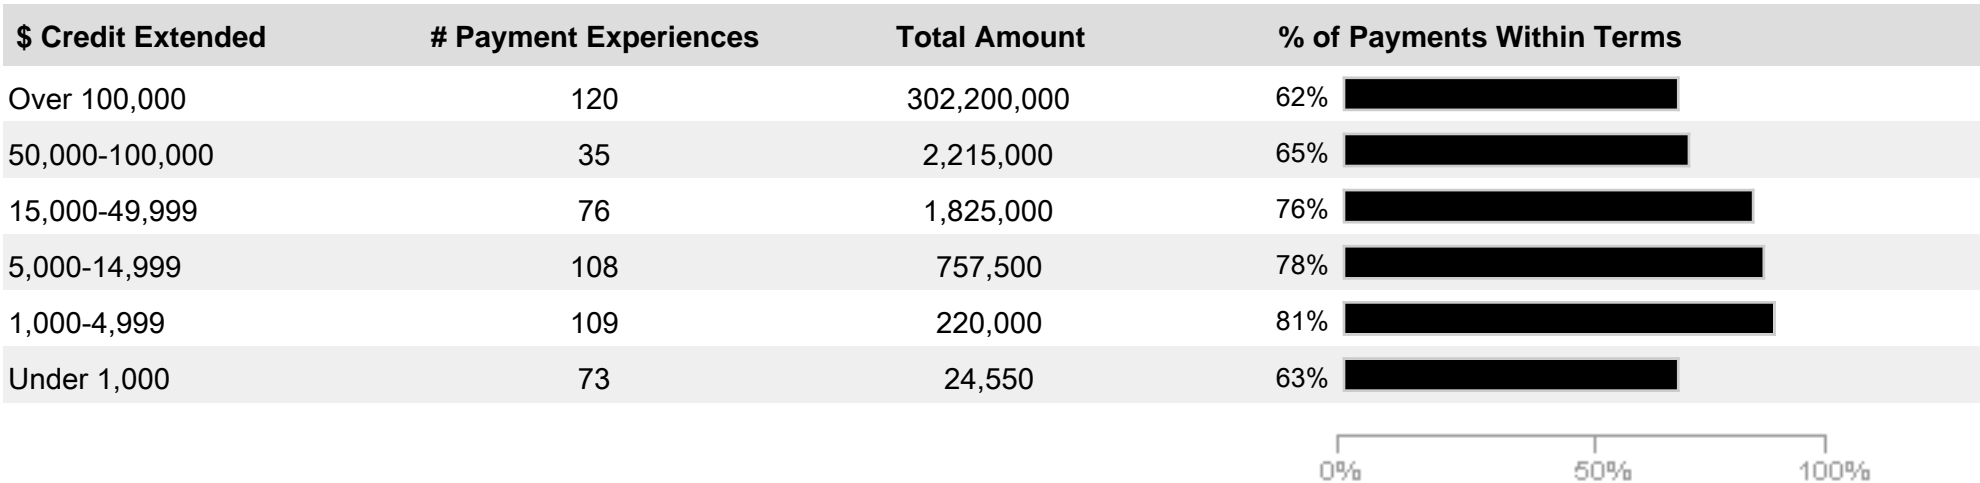 $ Credit Extended # Payment Experiences Total Amount % of Payments Within Terms
Over 100,000 120 302,200,000 62%
50,000-100,000 35 2,215,000 65%
15,000-49,999 76 1,825,000 76%
5,000-14,999 108 757,500 78%
1,000-4,999 109 220,000 81%
Under 1,000 73 24,550 63%
0% 50% 100%